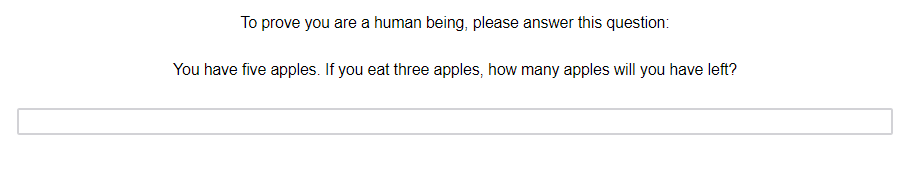 To prove you are a human being, please answer this question:
You have five apples. If you eat three apples, how many apples will you have left?